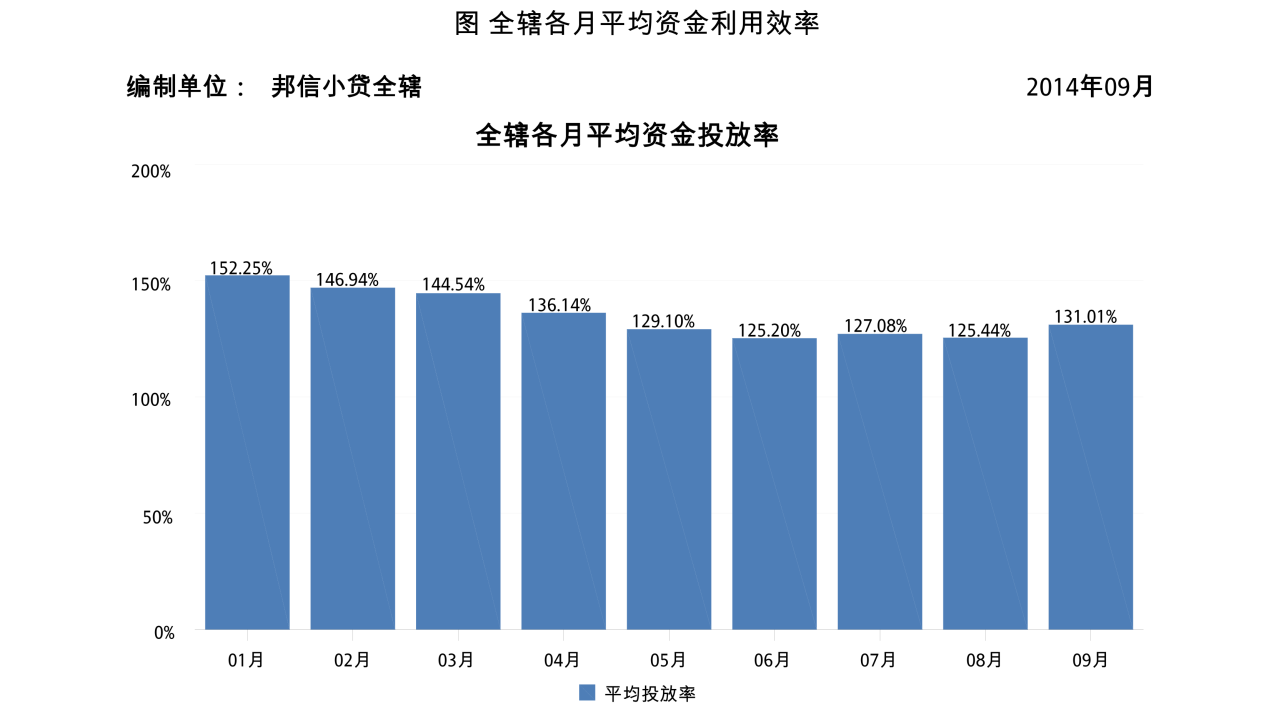 图 全辖各月平均资金利用效率
编制单位： 邦信小贷全辖 2014年09月
全辖各月平均资金投放率
200%
150%
100%
50%
0%
152.25% 146.94% 144.54% 136.14% 129.10% 125.20% 127.08% 125.44% 131.01%
01月 02月 03月 04月 05月 06月 07月 08月 09月
平均投放率